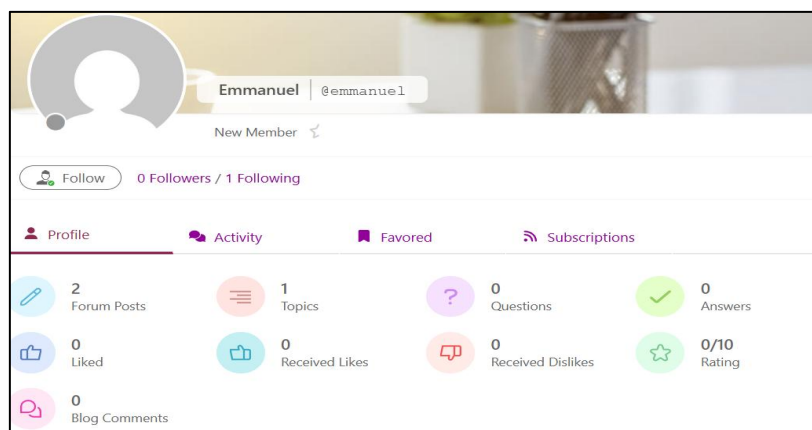 Emmanuel | @emmanuel
New Member
Follow 0 Followers / 1 Following
Profile Activity Favored Subscriptions
2 1 0 0
Forum Posts Topics Questions Answers
0 0 0 0/10
Liked Received Likes Received Dislikes Rating
0
Blog Comments